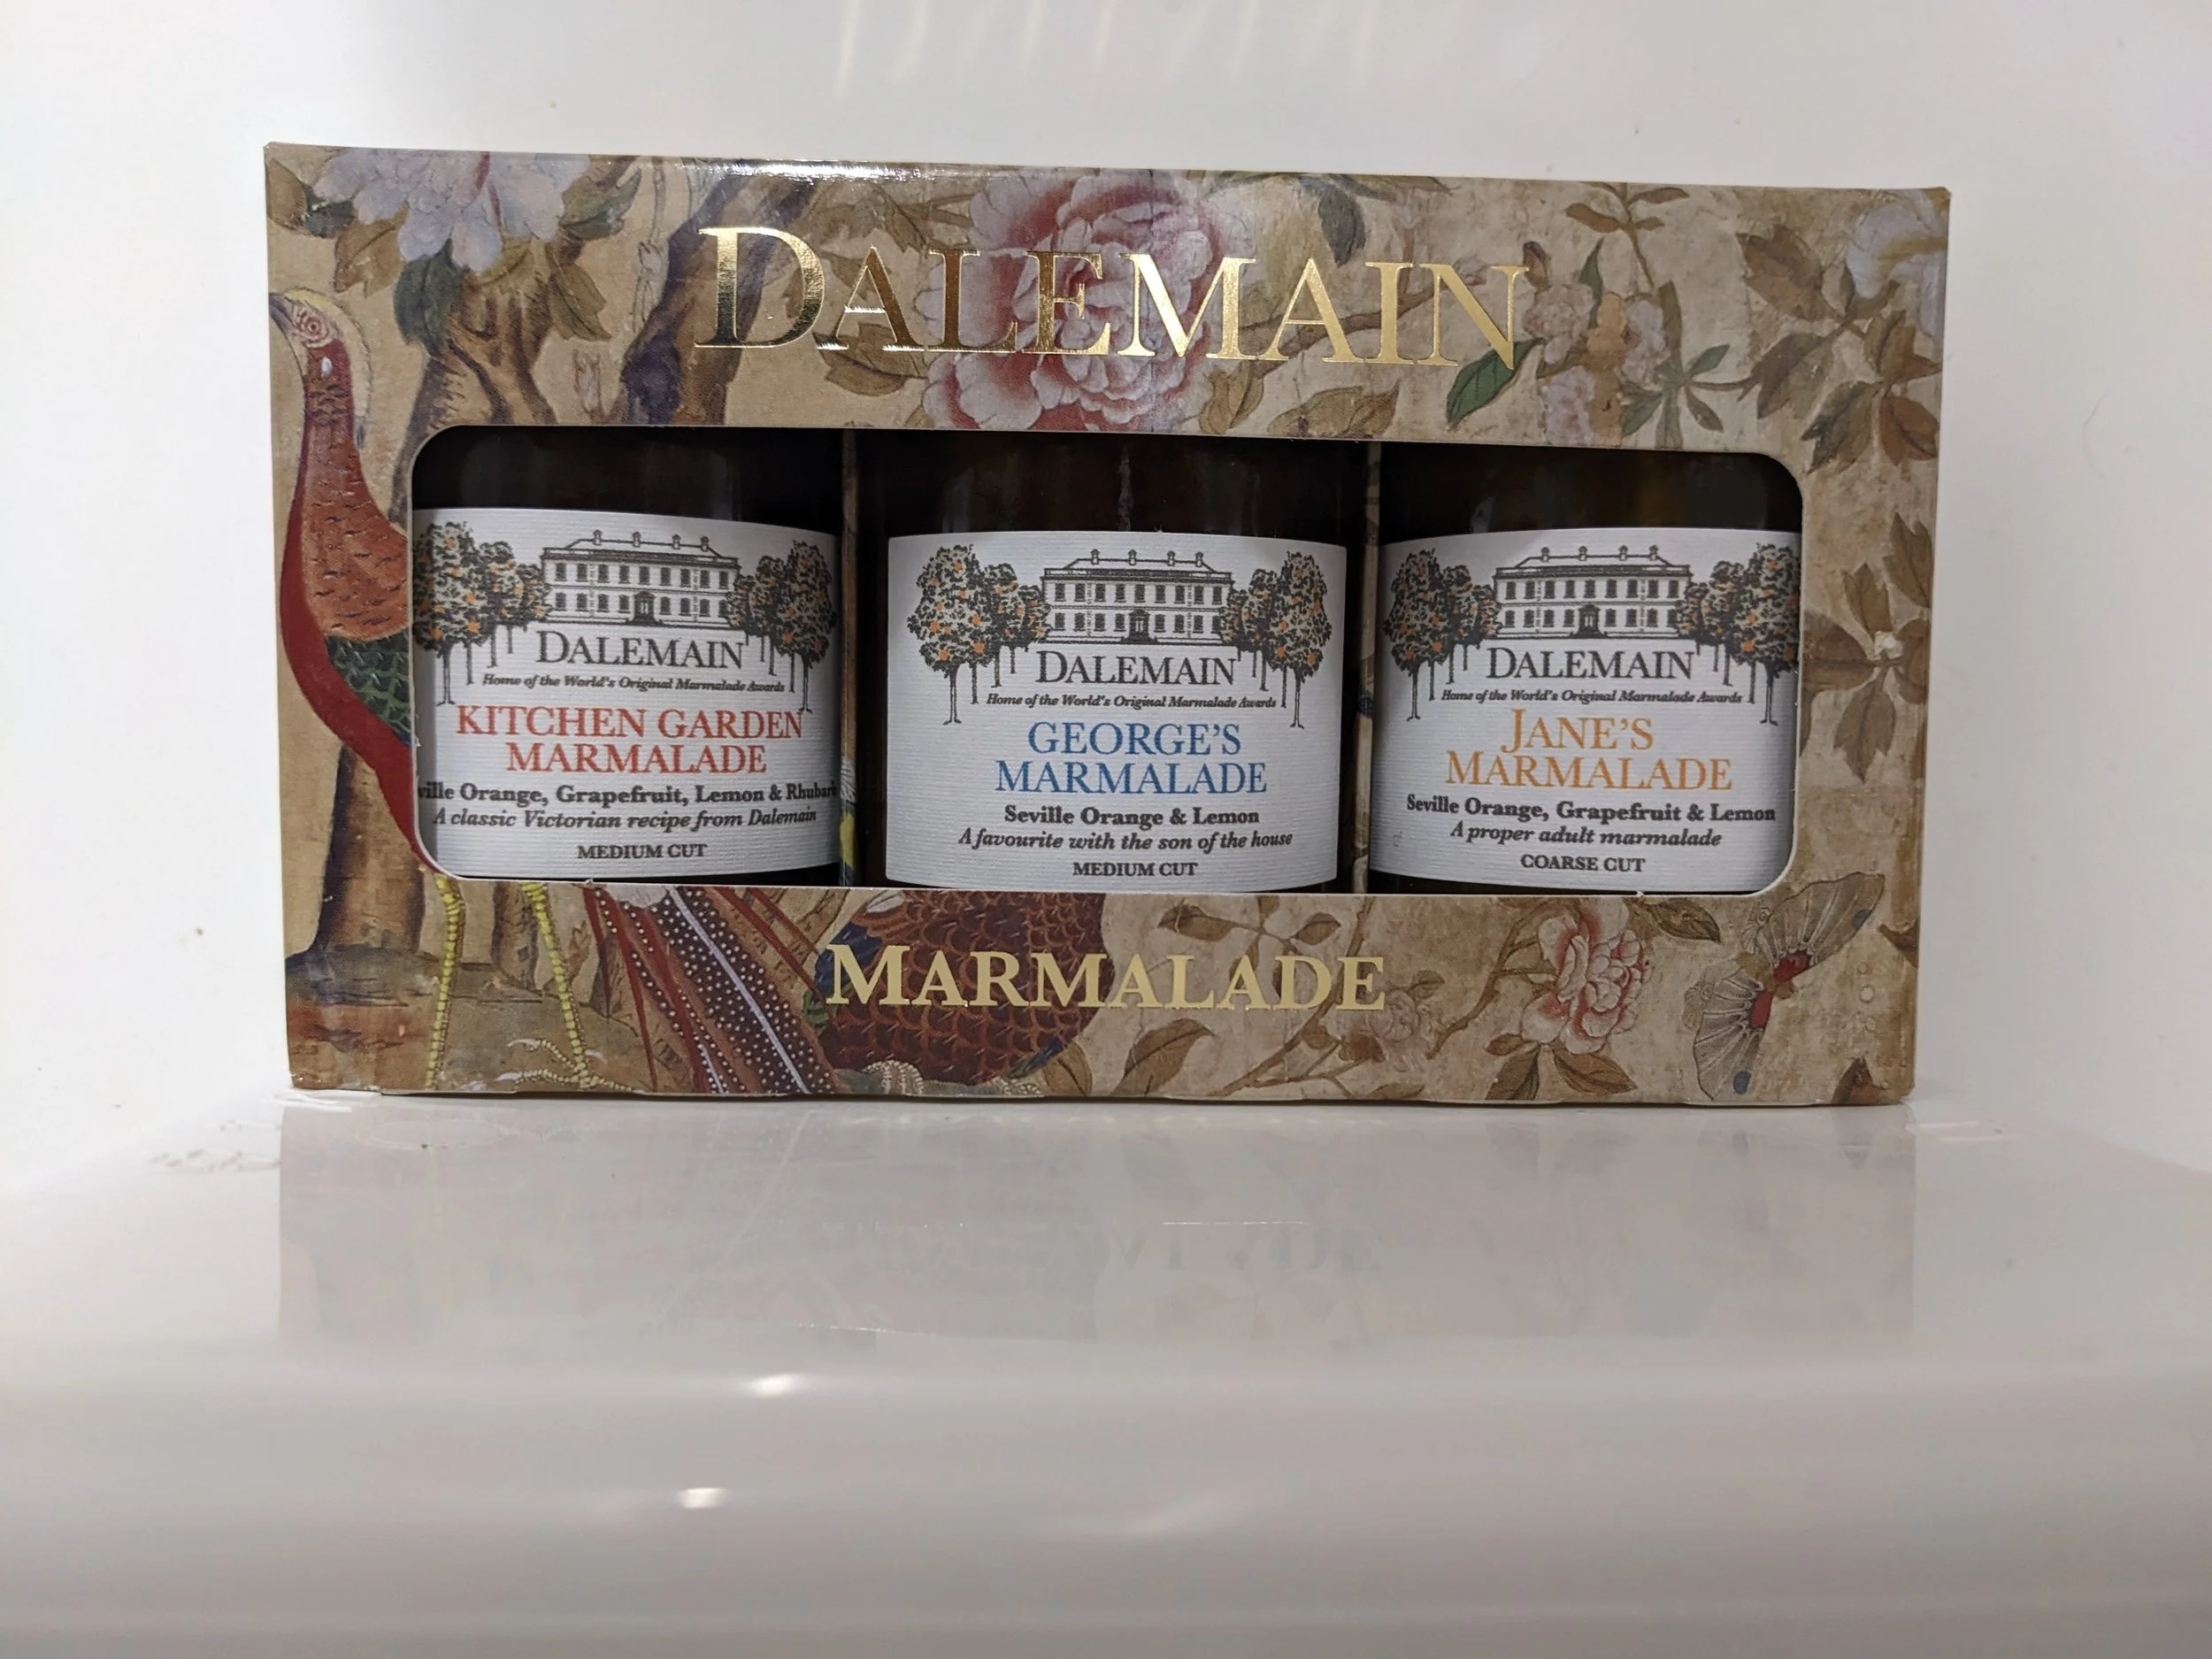 DALEMAIN
DALEMAIN
Home of the World's Original Marmalade Awards
KITCHEN GARDEN
MARMALADE
ville Orange, Grapefruit, Lemon & Rhubarb
A classic Victorian recipe from Dalemain
MEDIUM CUT
DALEMAIN
Home of the World's Original Marmalade Awards
GEORGE'S
MARMALADE
Seville Orange & Lemon
A favourite with the son of the house
MEDIUM CUT
DALEMAIN
Home of the World's Original Marmalade Awards
JANE'S
MARMALADE
Seville Orange, Grapefruit & Lemon
A proper adult marmalade
COARSE CUT
MARMALADE